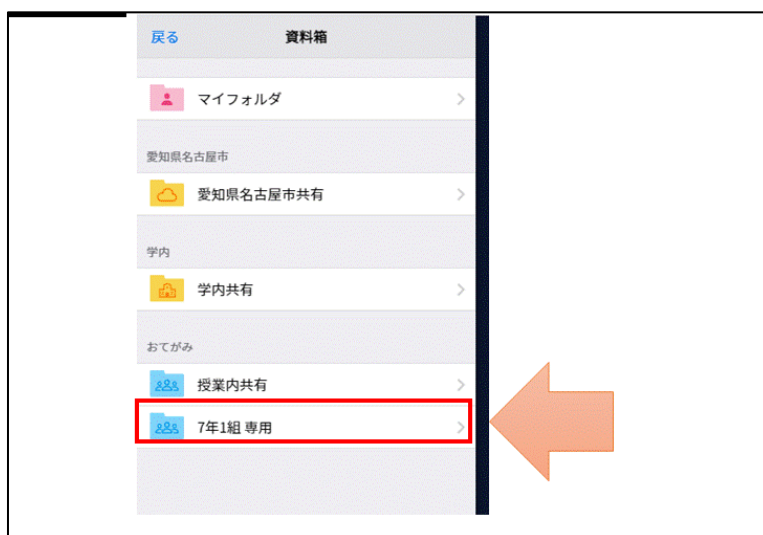 戻る 資料箱
マイフォルダ
愛知県名古屋市
愛知県名古屋市共有
学内
学内共有
おてがみ
授業内共有
7年1組 専用